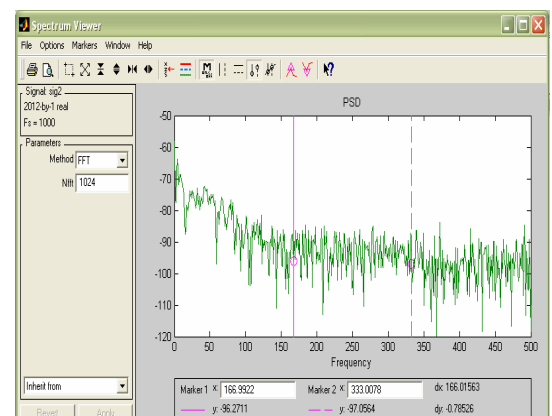 Spectrum Viewer
File Options Markers Window Help
Signal: sig2
2012-by-1 real
Fs = 1000
Parameters
Method FFT
Nfft 1024
Inherit from
Revert Apply
PSD
-50
-60
-70
-80
-90
-100
-110
-120
0 50 100 150 200 250 300 350 400 450 500
Frequency
Marker 1 x: 166.9922 Marker 2 x: 333.0078 dx: 166.01563
y: -96.2711 y: -97.0564 dy: -0.78526